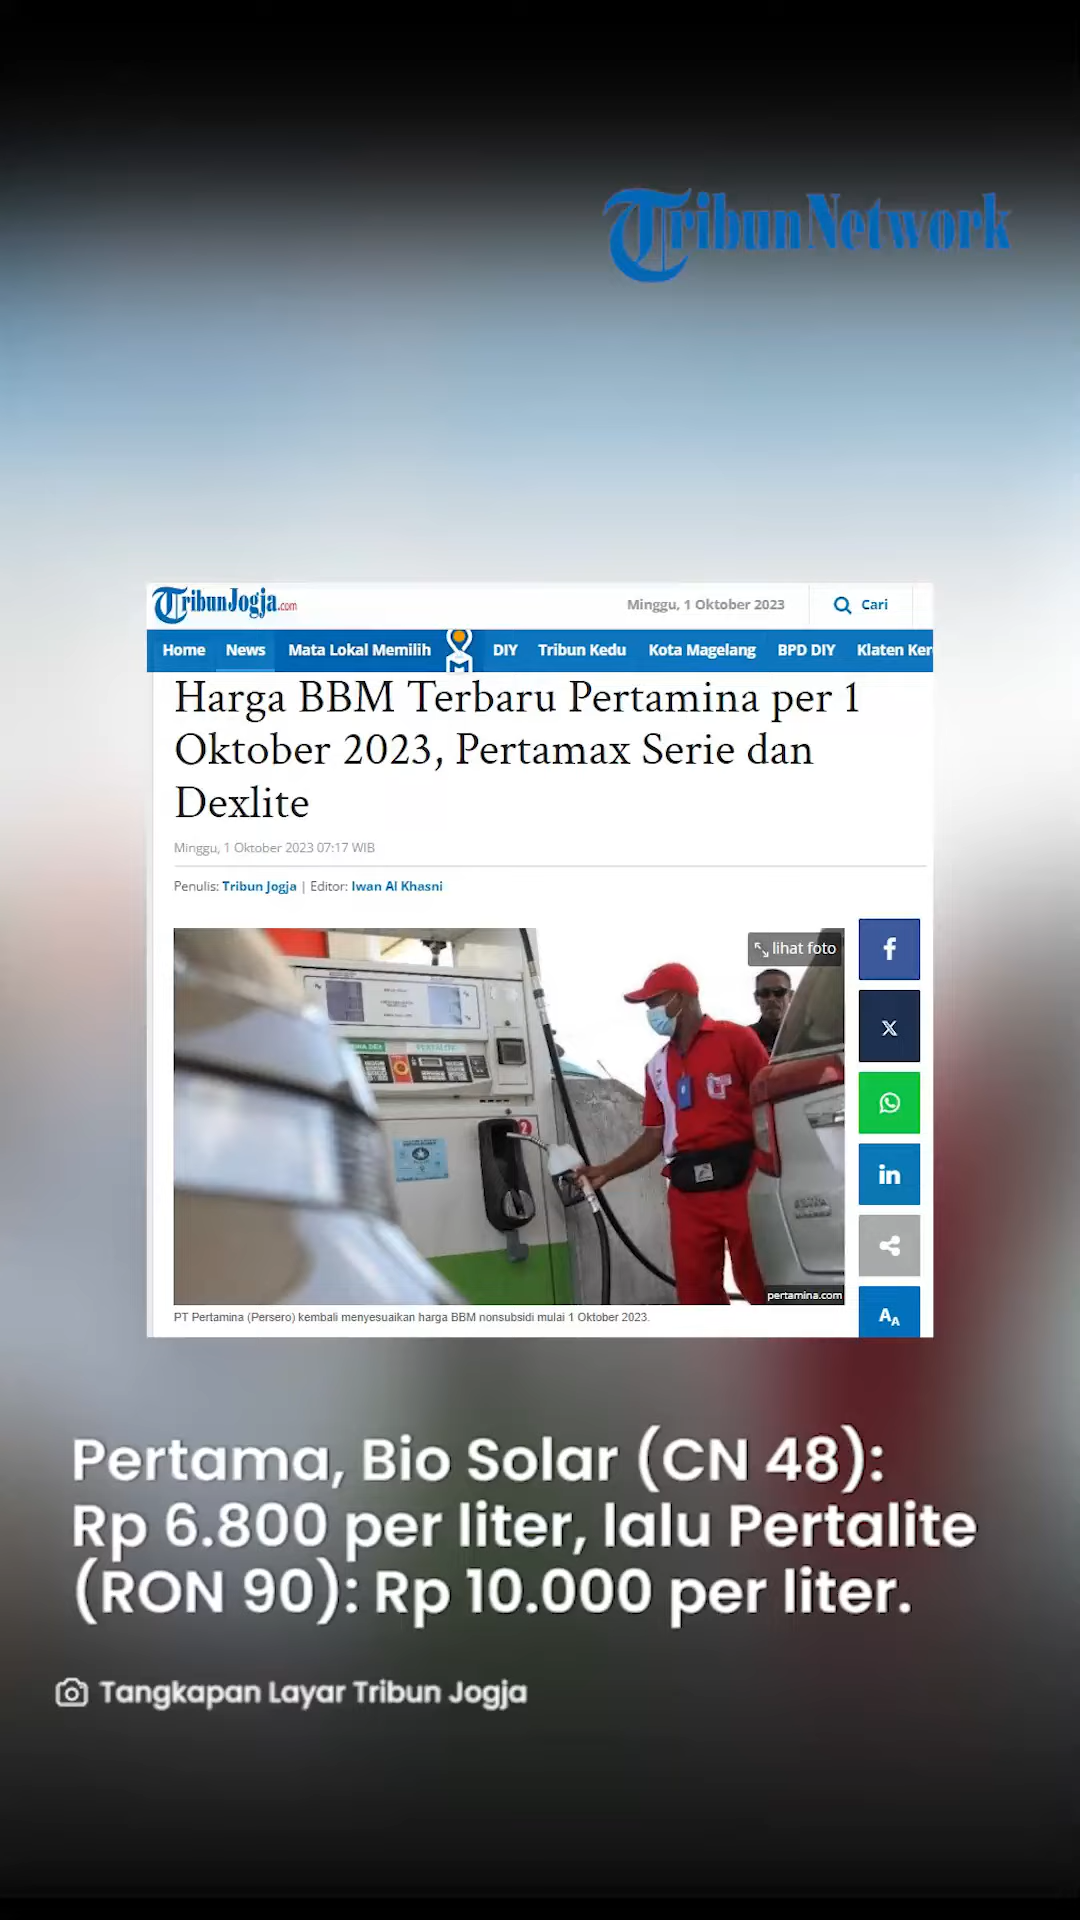 TribunNetwork
TribunJogja.com
Minggu, 1 Oktober 2023
Cari
Home News Mata Lokal Memilih DIY Tribun Kedu Kota Magelang BPD DIY Klaten Ker
Harga BBM Terbaru Pertamina per 1
Oktober 2023, Pertamax Serie dan
Dexlite
Minggu, 1 Oktober 2023 07:17 WIB
Penulis: Tribun Jogja | Editor: Iwan Al Khasni
lihat foto
PERTALITE
2
pertamina.com
PT Pertamina (Persero) kembali menyesuaikan harga BBM nonsubsidi mulai 1 Oktober 2023.
Pertama, Bio Solar (CN 48):
Rp 6.800 per liter, lalu Pertalite
(RON 90): Rp 10.000 per liter.
Tangkapan Layar Tribun Jogja